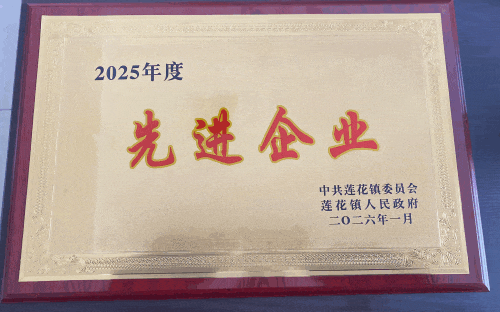 2025年度
先进企业
中共莲花镇委员会
莲花镇人民政府
二〇二六年一月